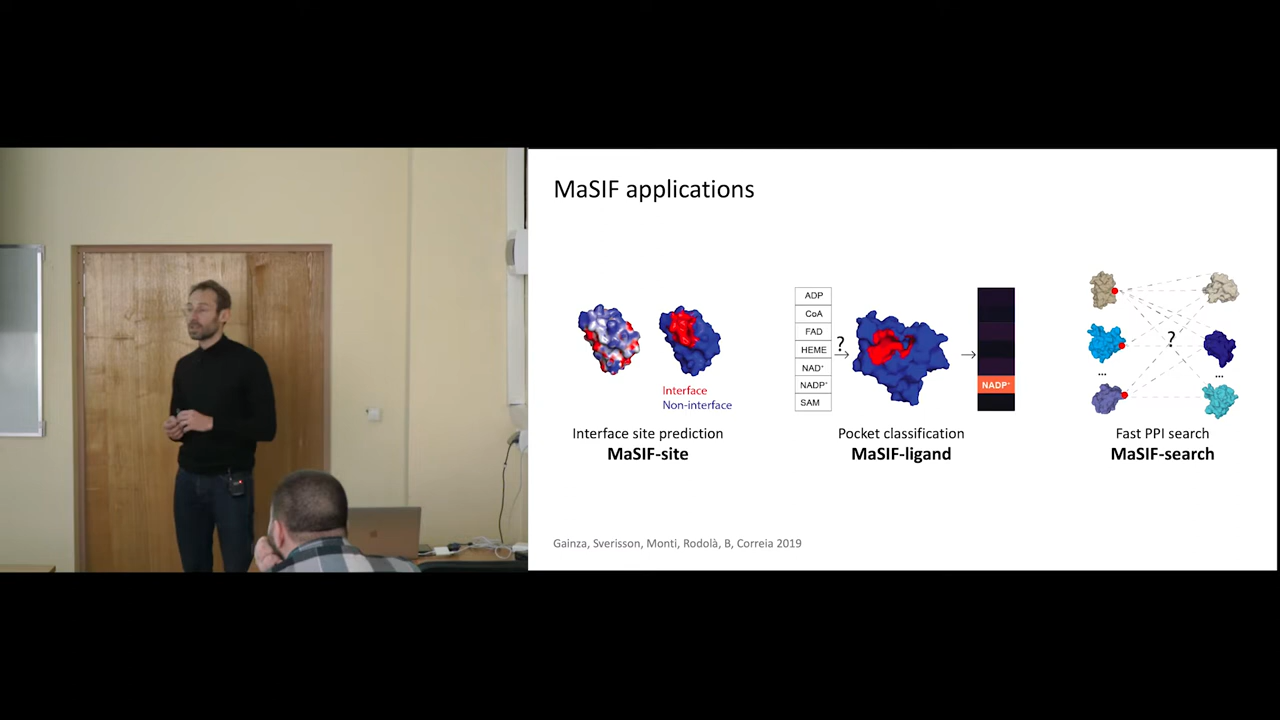 MaSIF applications
ADP
CoA
FAD
HEME
NAD⁺
NADP⁺
SAM
?
NADP⁺
Interface
Non-interface
Interface site prediction
MaSIF-site
Pocket classification
MaSIF-ligand
?
...
...
Fast PPI search
MaSIF-search
Gainza, Sverisson, Monti, Rodolà, B, Correia 2019